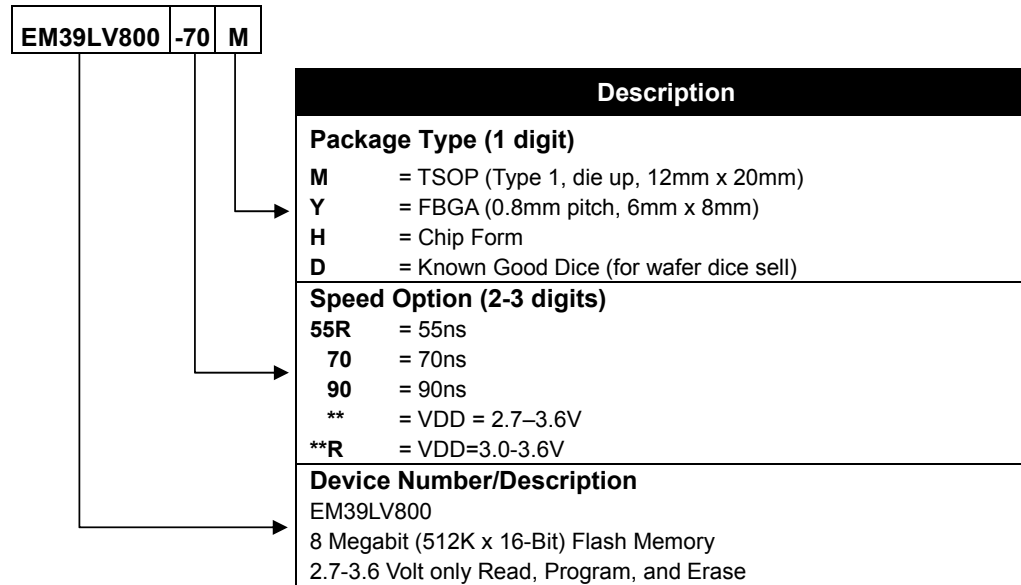 EM39LV800 -70 M
Description
Package Type (1 digit)
M = TSOP (Type 1, die up, 12mm x 20mm)
Y = FBGA (0.8mm pitch, 6mm x 8mm)
H = Chip Form
D = Known Good Dice (for wafer dice sell)
Speed Option (2-3 digits)
55R = 55ns
70 = 70ns
90 = 90ns
** = VDD = 2.7–3.6V
**R = VDD=3.0-3.6V
Device Number/Description
EM39LV800
8 Megabit (512K x 16-Bit) Flash Memory
2.7-3.6 Volt only Read, Program, and Erase